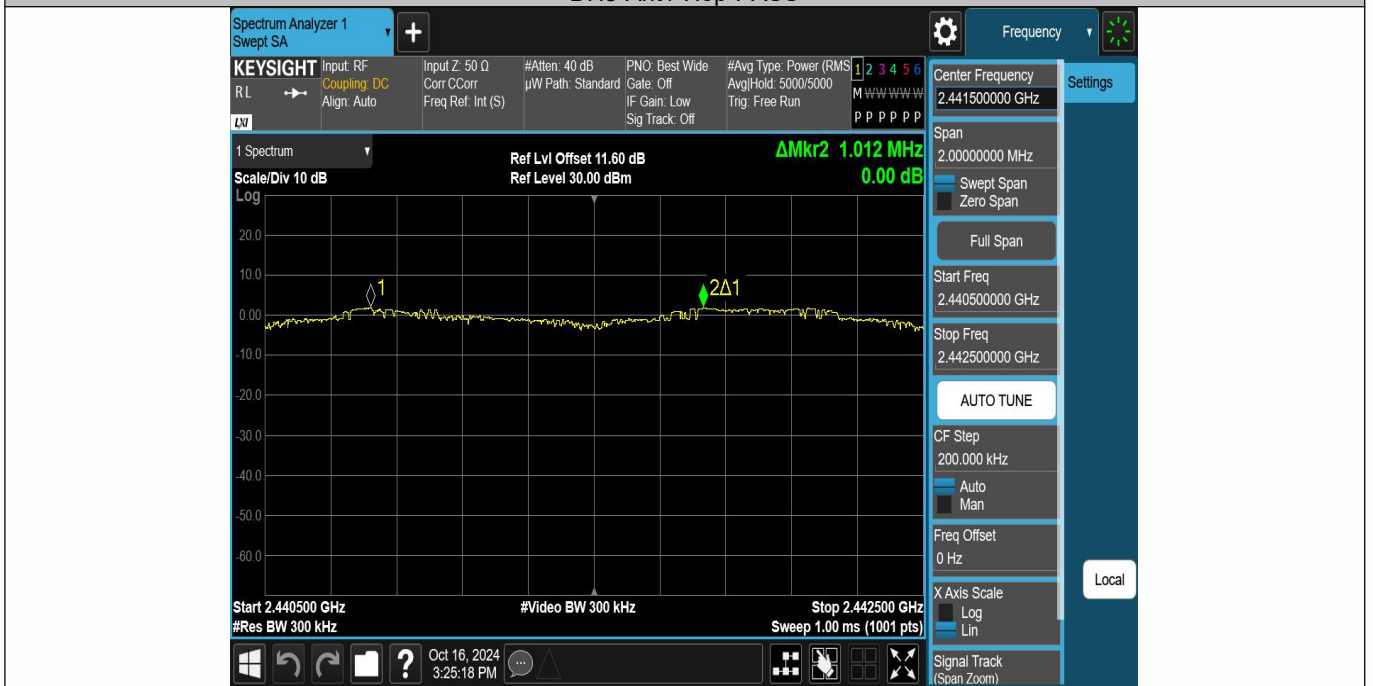 Spectrum Analyzer 1
Swept SA
+
Frequency
KEYSIGHT
RL
LXI
Input: RF
Coupling: DC
Align: Auto
Input Z: 50 Ω
Corr CCorr
Freq Ref: Int (S)
#Atten: 40 dB
µW Path: Standard
PNO: Best Wide
Gate: Off
IF Gain: Low
Sig Track: Off
#Avg Type: Power (RMS
Avg|Hold: 5000/5000
Trig: Free Run
1 2 3 4 5 6
M W W W W W
P P P P P P
1 Spectrum
Scale/Div 10 dB
Log
Ref Lvl Offset 11.60 dB
Ref Level 30.00 dBm
ΔMkr2 1.012 MHz
0.00 dB
20.0
10.0
0.00
-10.0
-20.0
-30.0
-40.0
-50.0
-60.0
1
2Δ1
Start 2.440500 GHz
#Res BW 300 kHz
#Video BW 300 kHz
Stop 2.442500 GHz
Sweep 1.00 ms (1001 pts)
Center Frequency
2.441500000 GHz
Settings
Span
2.00000000 MHz
Swept Span
Zero Span
Full Span
Start Freq
2.440500000 GHz
Stop Freq
2.442500000 GHz
AUTO TUNE
CF Step
200.000 kHz
Auto
Man
Freq Offset
0 Hz
X Axis Scale
Log
Lin
Local
Signal Track
(Span Zoom)
?
Oct 16, 2024
3:25:18 PM